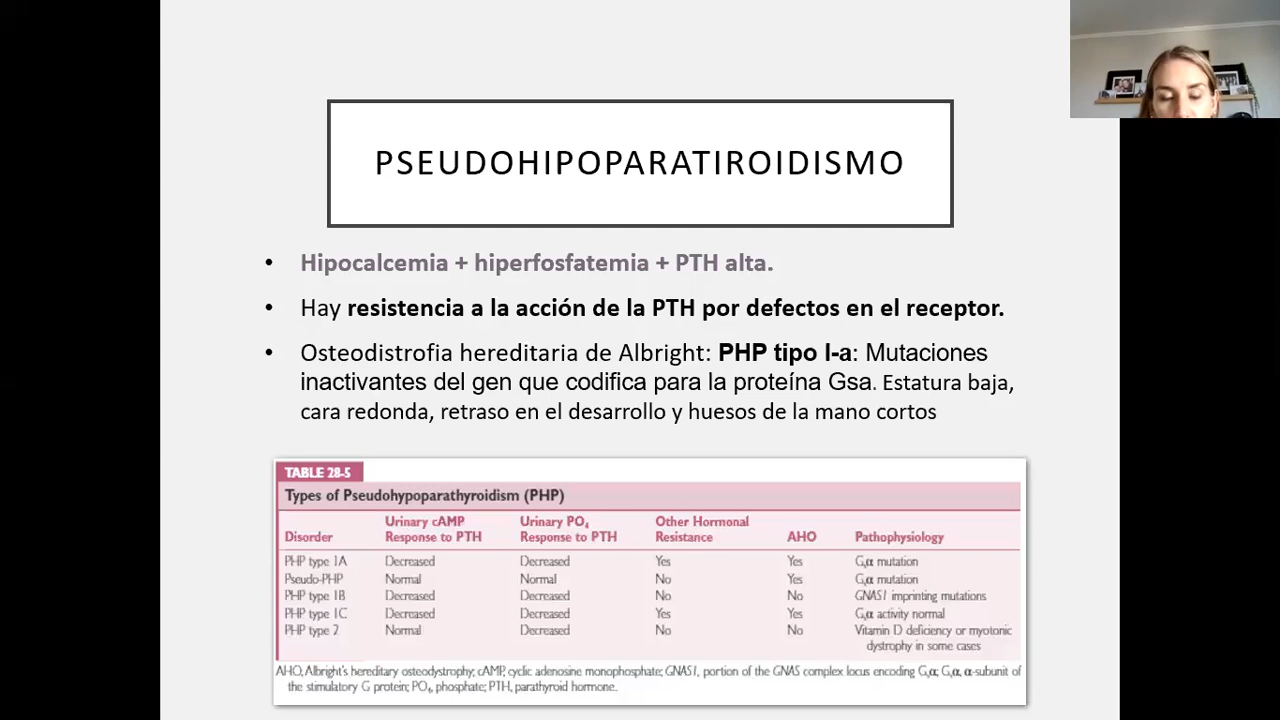 PSEUDOHIPOPARATIROIDISMO
• Hipocalcemia + hiperfosfatemia + PTH alta.
• Hay resistencia a la acción de la PTH por defectos en el receptor.
• Osteodistrofia hereditaria de Albright: PHP tipo I-a: Mutaciones
inactivantes del gen que codifica para la proteína Gsa. Estatura baja,
cara redonda, retraso en el desarrollo y huesos de la mano cortos
TABLE 28-5
Types of Pseudohypoparathyroidism (PHP)
Urinary cAMP Urinary PO₄ Other Hormonal
Disorder Response to PTH Response to PTH Resistance AHO Pathophysiology
PHP type 1A Decreased Decreased Yes Yes Gₛα mutation
Pseudo-PHP Normal Normal No Yes Gₛα mutation
PHP type 1B Decreased Decreased No No GNAS1 imprinting mutations
PHP type 1C Decreased Decreased Yes Yes Gₛα activity normal
PHP type 2 Normal Decreased No No Vitamin D deficiency or myotonic
dystrophy in some cases
AHO, Albright's hereditary osteodystrophy; cAMP, cyclic adenosine monophosphate; GNAS1, portion of the GNAS complex locus encoding Gₛα; Gₛα, α-subunit of
the stimulatory G protein; PO₄, phosphate; PTH, parathyroid hormone.